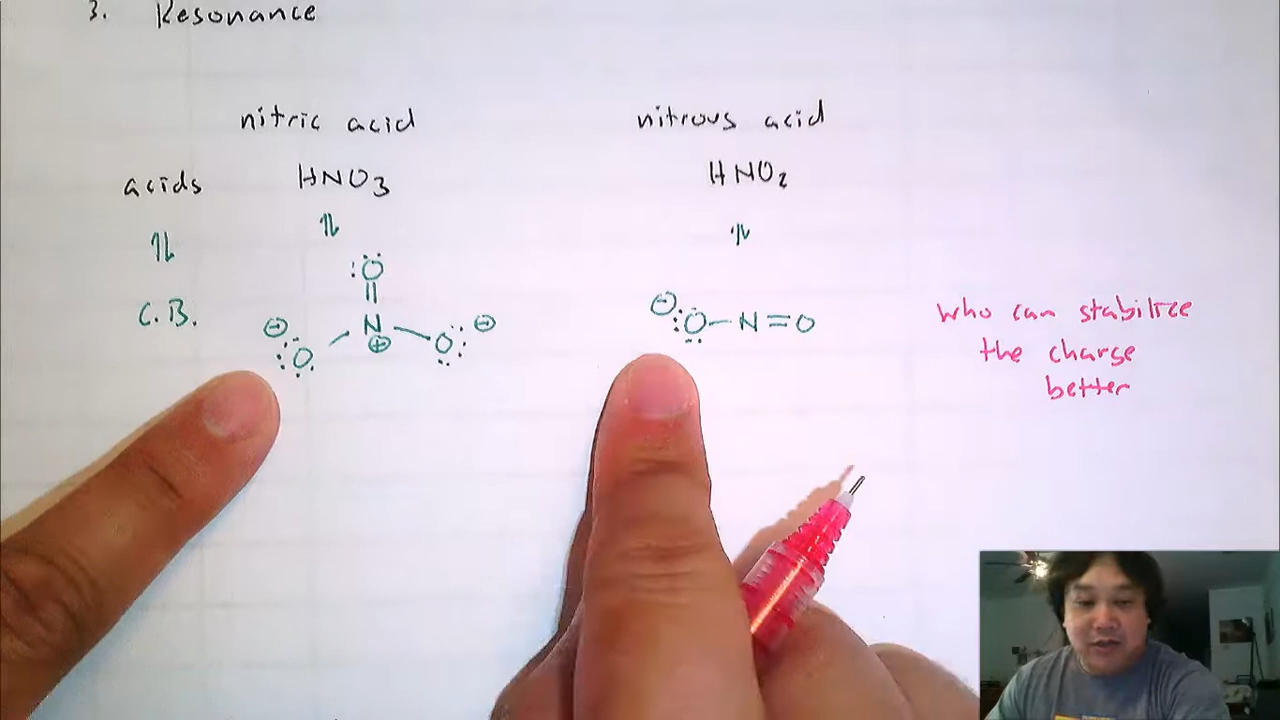 3. Resonance
nitric acid nitrous acid
acids HNO3 HNO2
⇅ ⇅ ⇅
C.B.
:Ö
||
⊖ :Ö: — N ⊕ — :Ö: ⊖
⊖ :Ö — N = O
who can stabilize
the charge
better